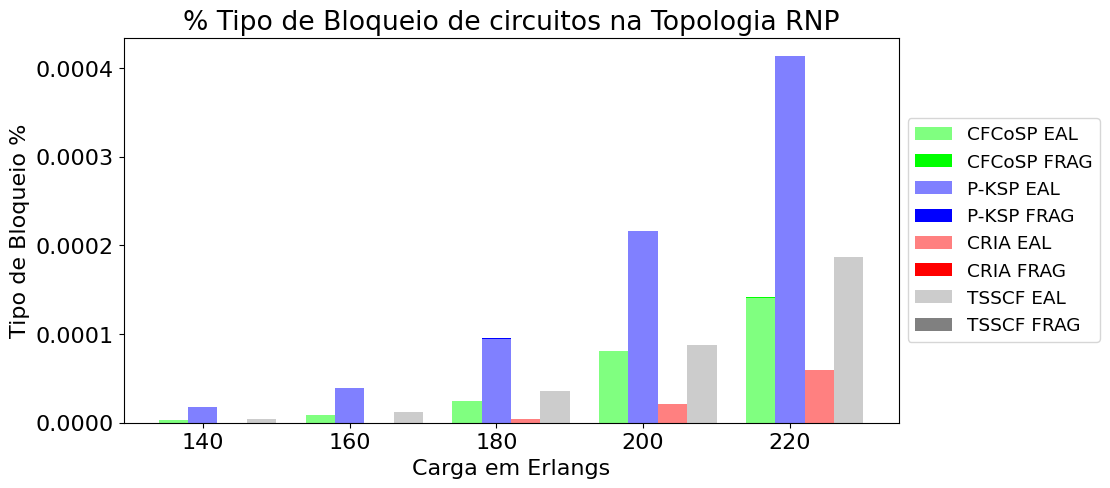 % Tipo de Bloqueio de circuitos na Topologia RNP
Tipo de Bloqueio %
0.0004
0.0003
0.0002
0.0001
0.0000
140 160 180 200 220
Carga em Erlangs
CFCoSP EAL
CFCoSP FRAG
P-KSP EAL
P-KSP FRAG
CRIA EAL
CRIA FRAG
TSSCF EAL
TSSCF FRAG